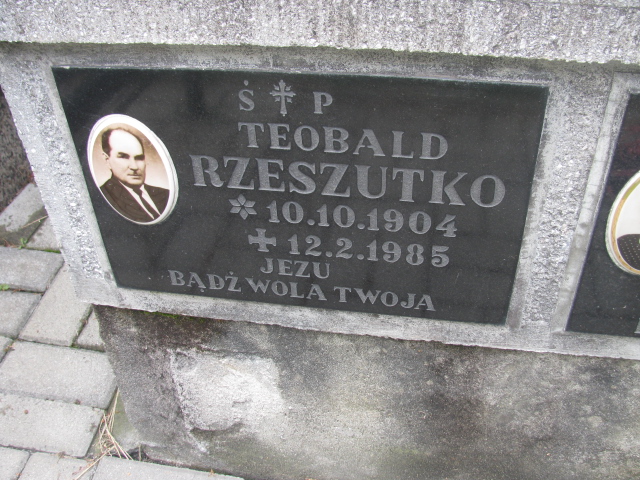 Ś P
TEOBALD
RZESZUTKO
10.10.1904
12.2.1985
JEZU
BĄDŹ WOLA TWOJA